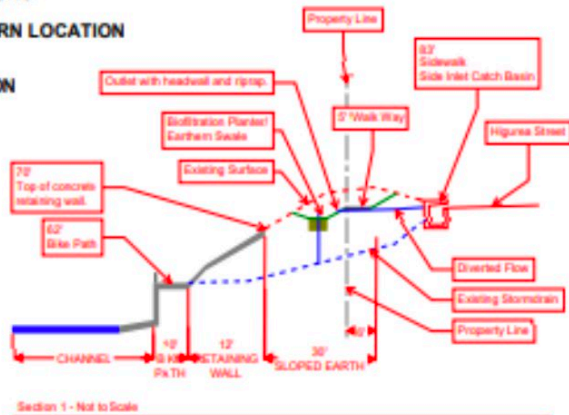 RN LOCATION
ON
Property Line
83'
Sidewalk
Side Inlet Catch Basin
Outlet with headwall and riprap.
Biofiltration Planter/
Earthern Swale
5' Walk Way
Higurea Street
Existing Surface
70'
Top of concrete
retaining wall.
62'
Bike Path
Diverted Flow
Existing Stormdrain
Property Line
CHANNEL
10'
BIKE
PATH
12'
RETAINING
WALL
30'
SLOPED EARTH
Section 1 - Not to Scale